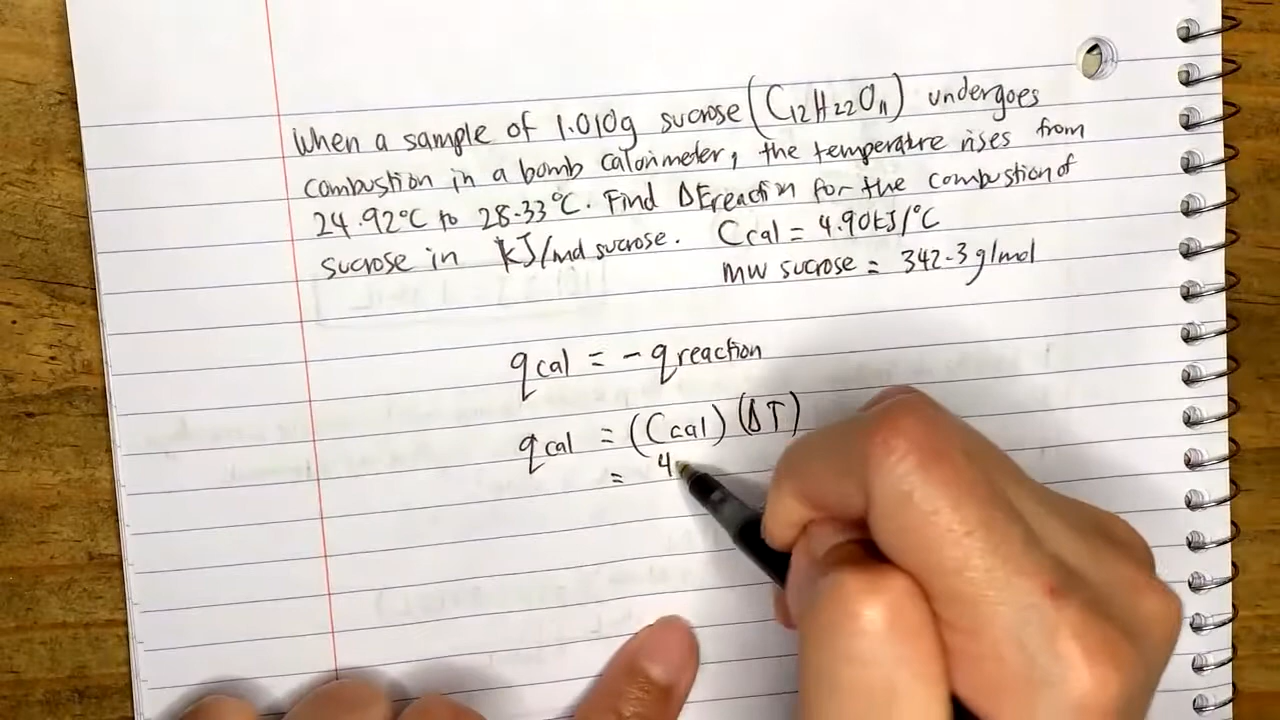 When a sample of 1.010g sucrose (C12H22O11) undergoes
combustion in a bomb calorimeter, the temperature rises from
24.92°C to 28.33°C. Find ΔEreaction for the combustion of
sucrose in kJ/mol sucrose. Ccal = 4.90kJ/°C
mw sucrose = 342.3 g/mol
qcal = - qreaction
qcal = (Ccal) (ΔT)
= 4